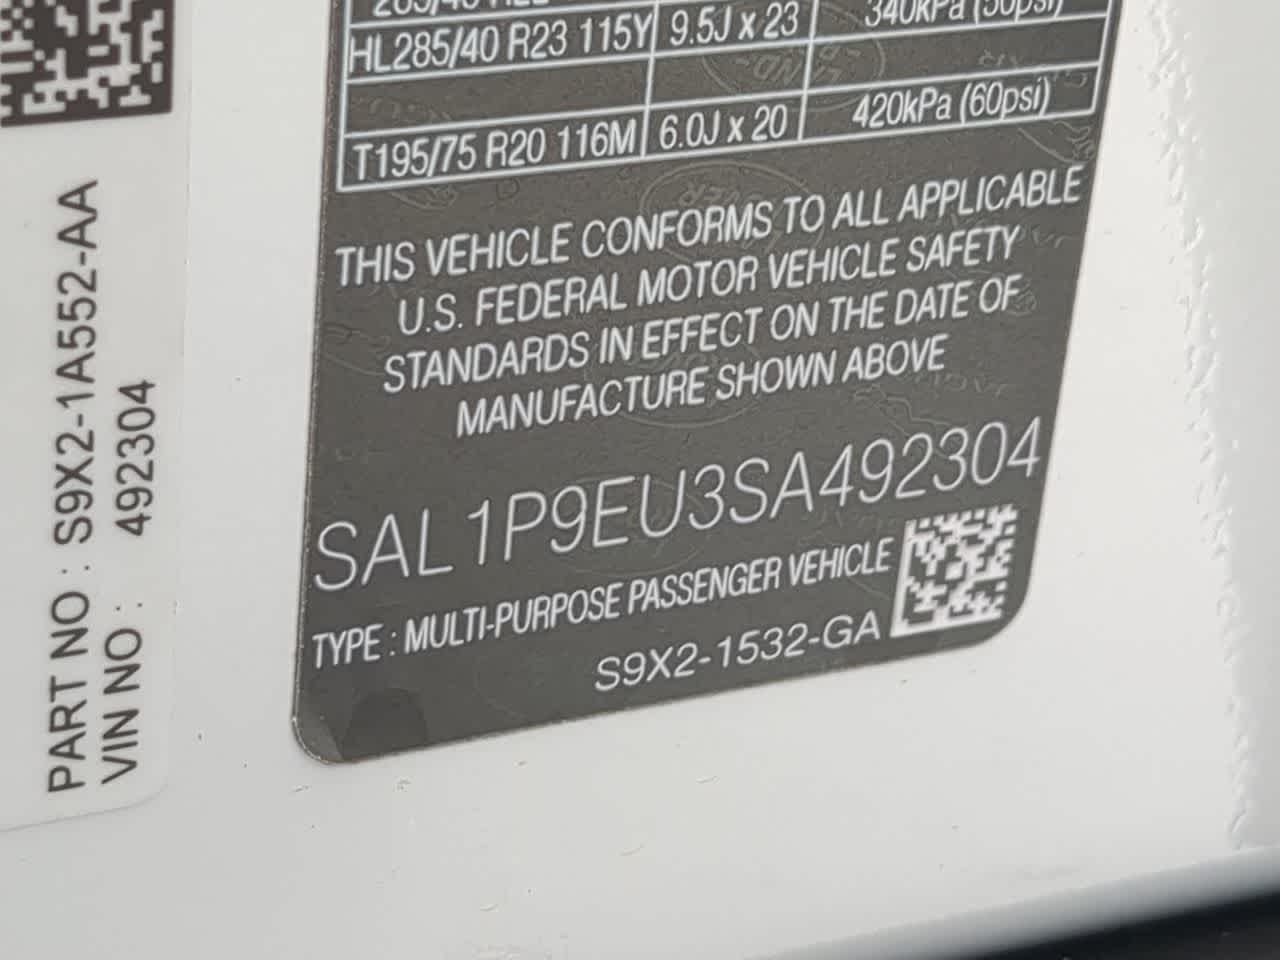 HL285/40 R23 115Y 9.5J x 23 340kPa (50psi)
T195/75 R20 116M 6.0J x 20 420kPa (60psi)
THIS VEHICLE CONFORMS TO ALL APPLICABLE
U.S. FEDERAL MOTOR VEHICLE SAFETY
STANDARDS IN EFFECT ON THE DATE OF
MANUFACTURE SHOWN ABOVE
SAL1P9EU3SA492304
TYPE : MULTI-PURPOSE PASSENGER VEHICLE
S9X2-1532-GA
PART NO : S9X2-1A552-AA
VIN NO : 492304